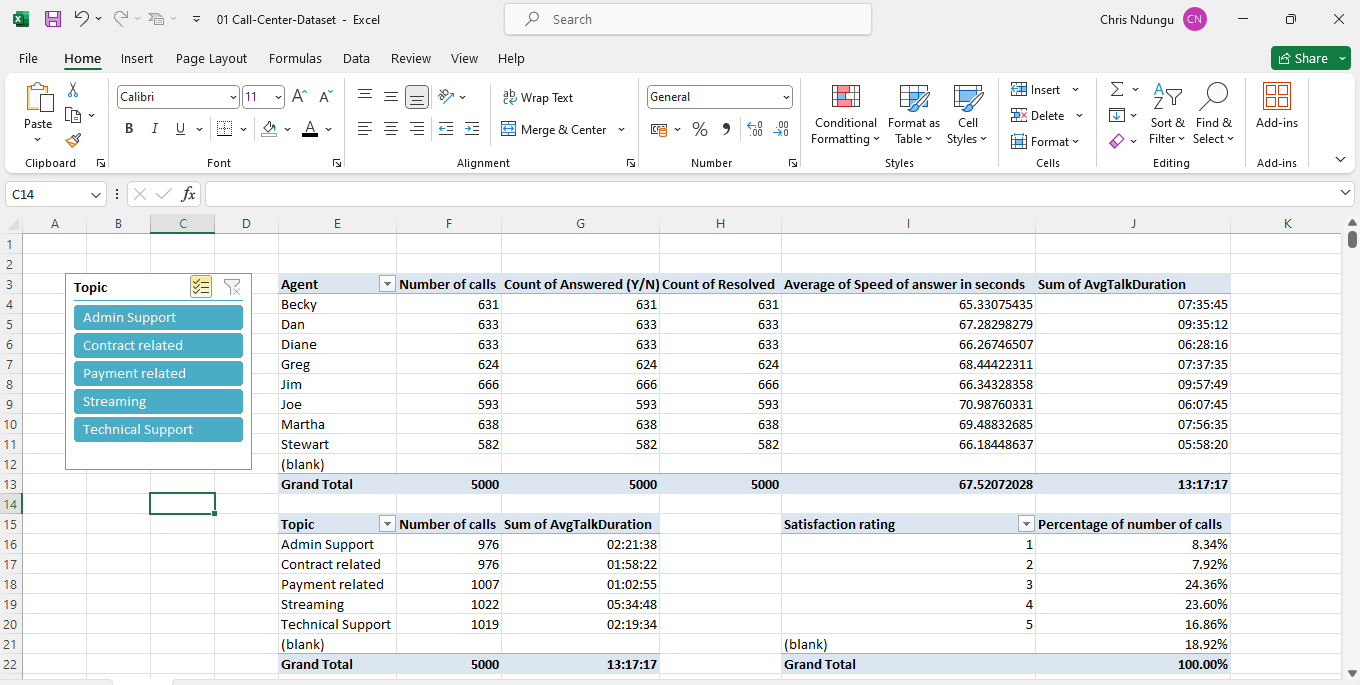 01 Call-Center-Dataset - Excel
Search
Chris Ndungu CN
File Home Insert Page Layout Formulas Data Review View Help
Share
Paste
Calibri 11
B I U A
Wrap Text
Merge & Center
General
% 9
Conditional Formatting
Format as Table
Cell Styles
Insert
Delete
Format
Sort & Filter
Find & Select
Add-ins
Clipboard Font Alignment Number Styles Cells Editing Add-ins
C14 fx
A B C D E F G H I J K
1
2
3 Agent Number of calls Count of Answered (Y/N) Count of Resolved Average of Speed of answer in seconds Sum of AvgTalkDuration
4 Becky 631 631 631 65.33075435 07:35:45
5 Dan 633 633 633 67.28298279 09:35:12
6 Diane 633 633 633 66.26746507 06:28:16
7 Greg 624 624 624 68.44422311 07:37:35
8 Jim 666 666 666 66.34328358 09:57:49
9 Joe 593 593 593 70.98760331 06:07:45
10 Martha 638 638 638 69.48832685 07:56:35
11 Stewart 582 582 582 66.18448637 05:58:20
12 (blank)
13 Grand Total 5000 5000 5000 67.52072028 13:17:17
14
Topic
Admin Support
Contract related
Payment related
Streaming
Technical Support
15 Topic Number of calls Sum of AvgTalkDuration Satisfaction rating Percentage of number of calls
16 Admin Support 976 02:21:38 1 8.34%
17 Contract related 976 01:58:22 2 7.92%
18 Payment related 1007 01:02:55 3 24.36%
19 Streaming 1022 05:34:48 4 23.60%
20 Technical Support 1019 02:19:34 5 16.86%
21 (blank) (blank) 18.92%
22 Grand Total 5000 13:17:17 Grand Total 100.00%